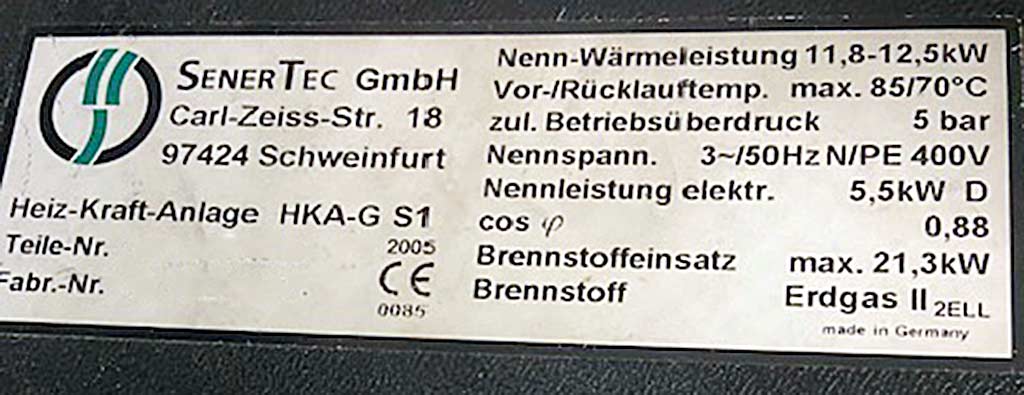 SENERTEC GMBH
Carl-Zeiss-Str. 18
97424 Schweinfurt
Heiz-Kraft-Anlage HKA-G S1
Teile-Nr. 2005
Fabr.-Nr. CE
0085
Nenn-Wärmeleistung 11,8-12,5kW
Vor-/Rücklauftemp. max. 85/70°C
zul. Betriebsüberdruck 5 bar
Nennspann. 3~/50Hz N/PE 400V
Nennleistung elektr. 5,5kW D
cos φ 0,88
Brennstoffeinsatz max. 21,3kW
Brennstoff Erdgas II 2ELL
made in Germany